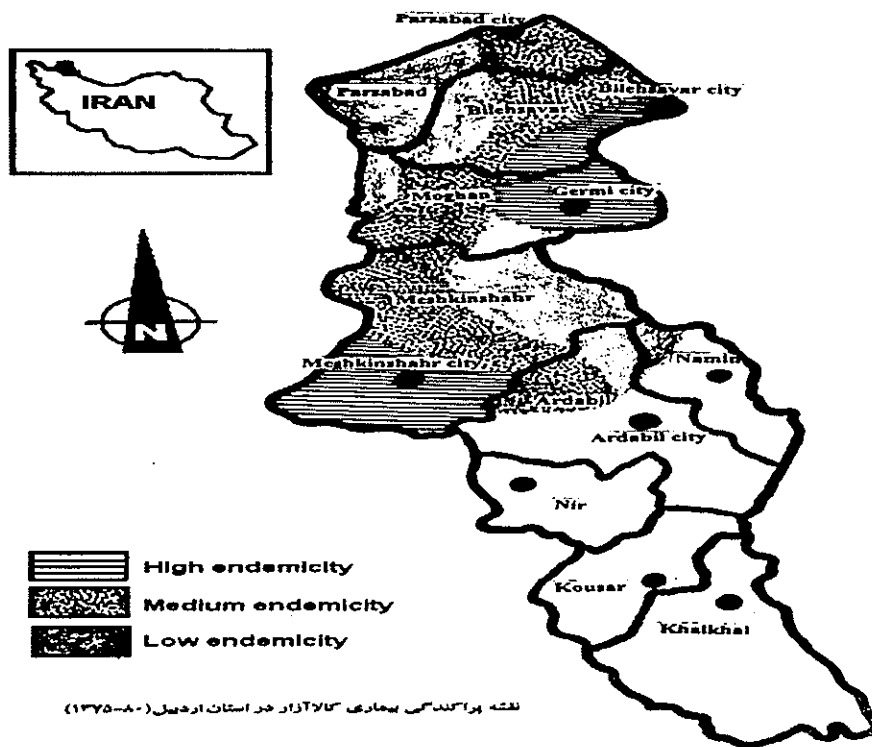 Parsabad city
IRAN
Parsabad
Bilehsavar city
Bilehsavar
Moghan
Germi city
Meshkinshahr
Meshkinshahr city
Namin
Ardabil
Ardabil city
Nir
Kousar
Khalkhal
N
High endemicity
Medium endemicity
Low endemicity
نقشه پراکندگی بیماری کالاآزار در استان اردبیل (۸۰-۱۳۷۵)